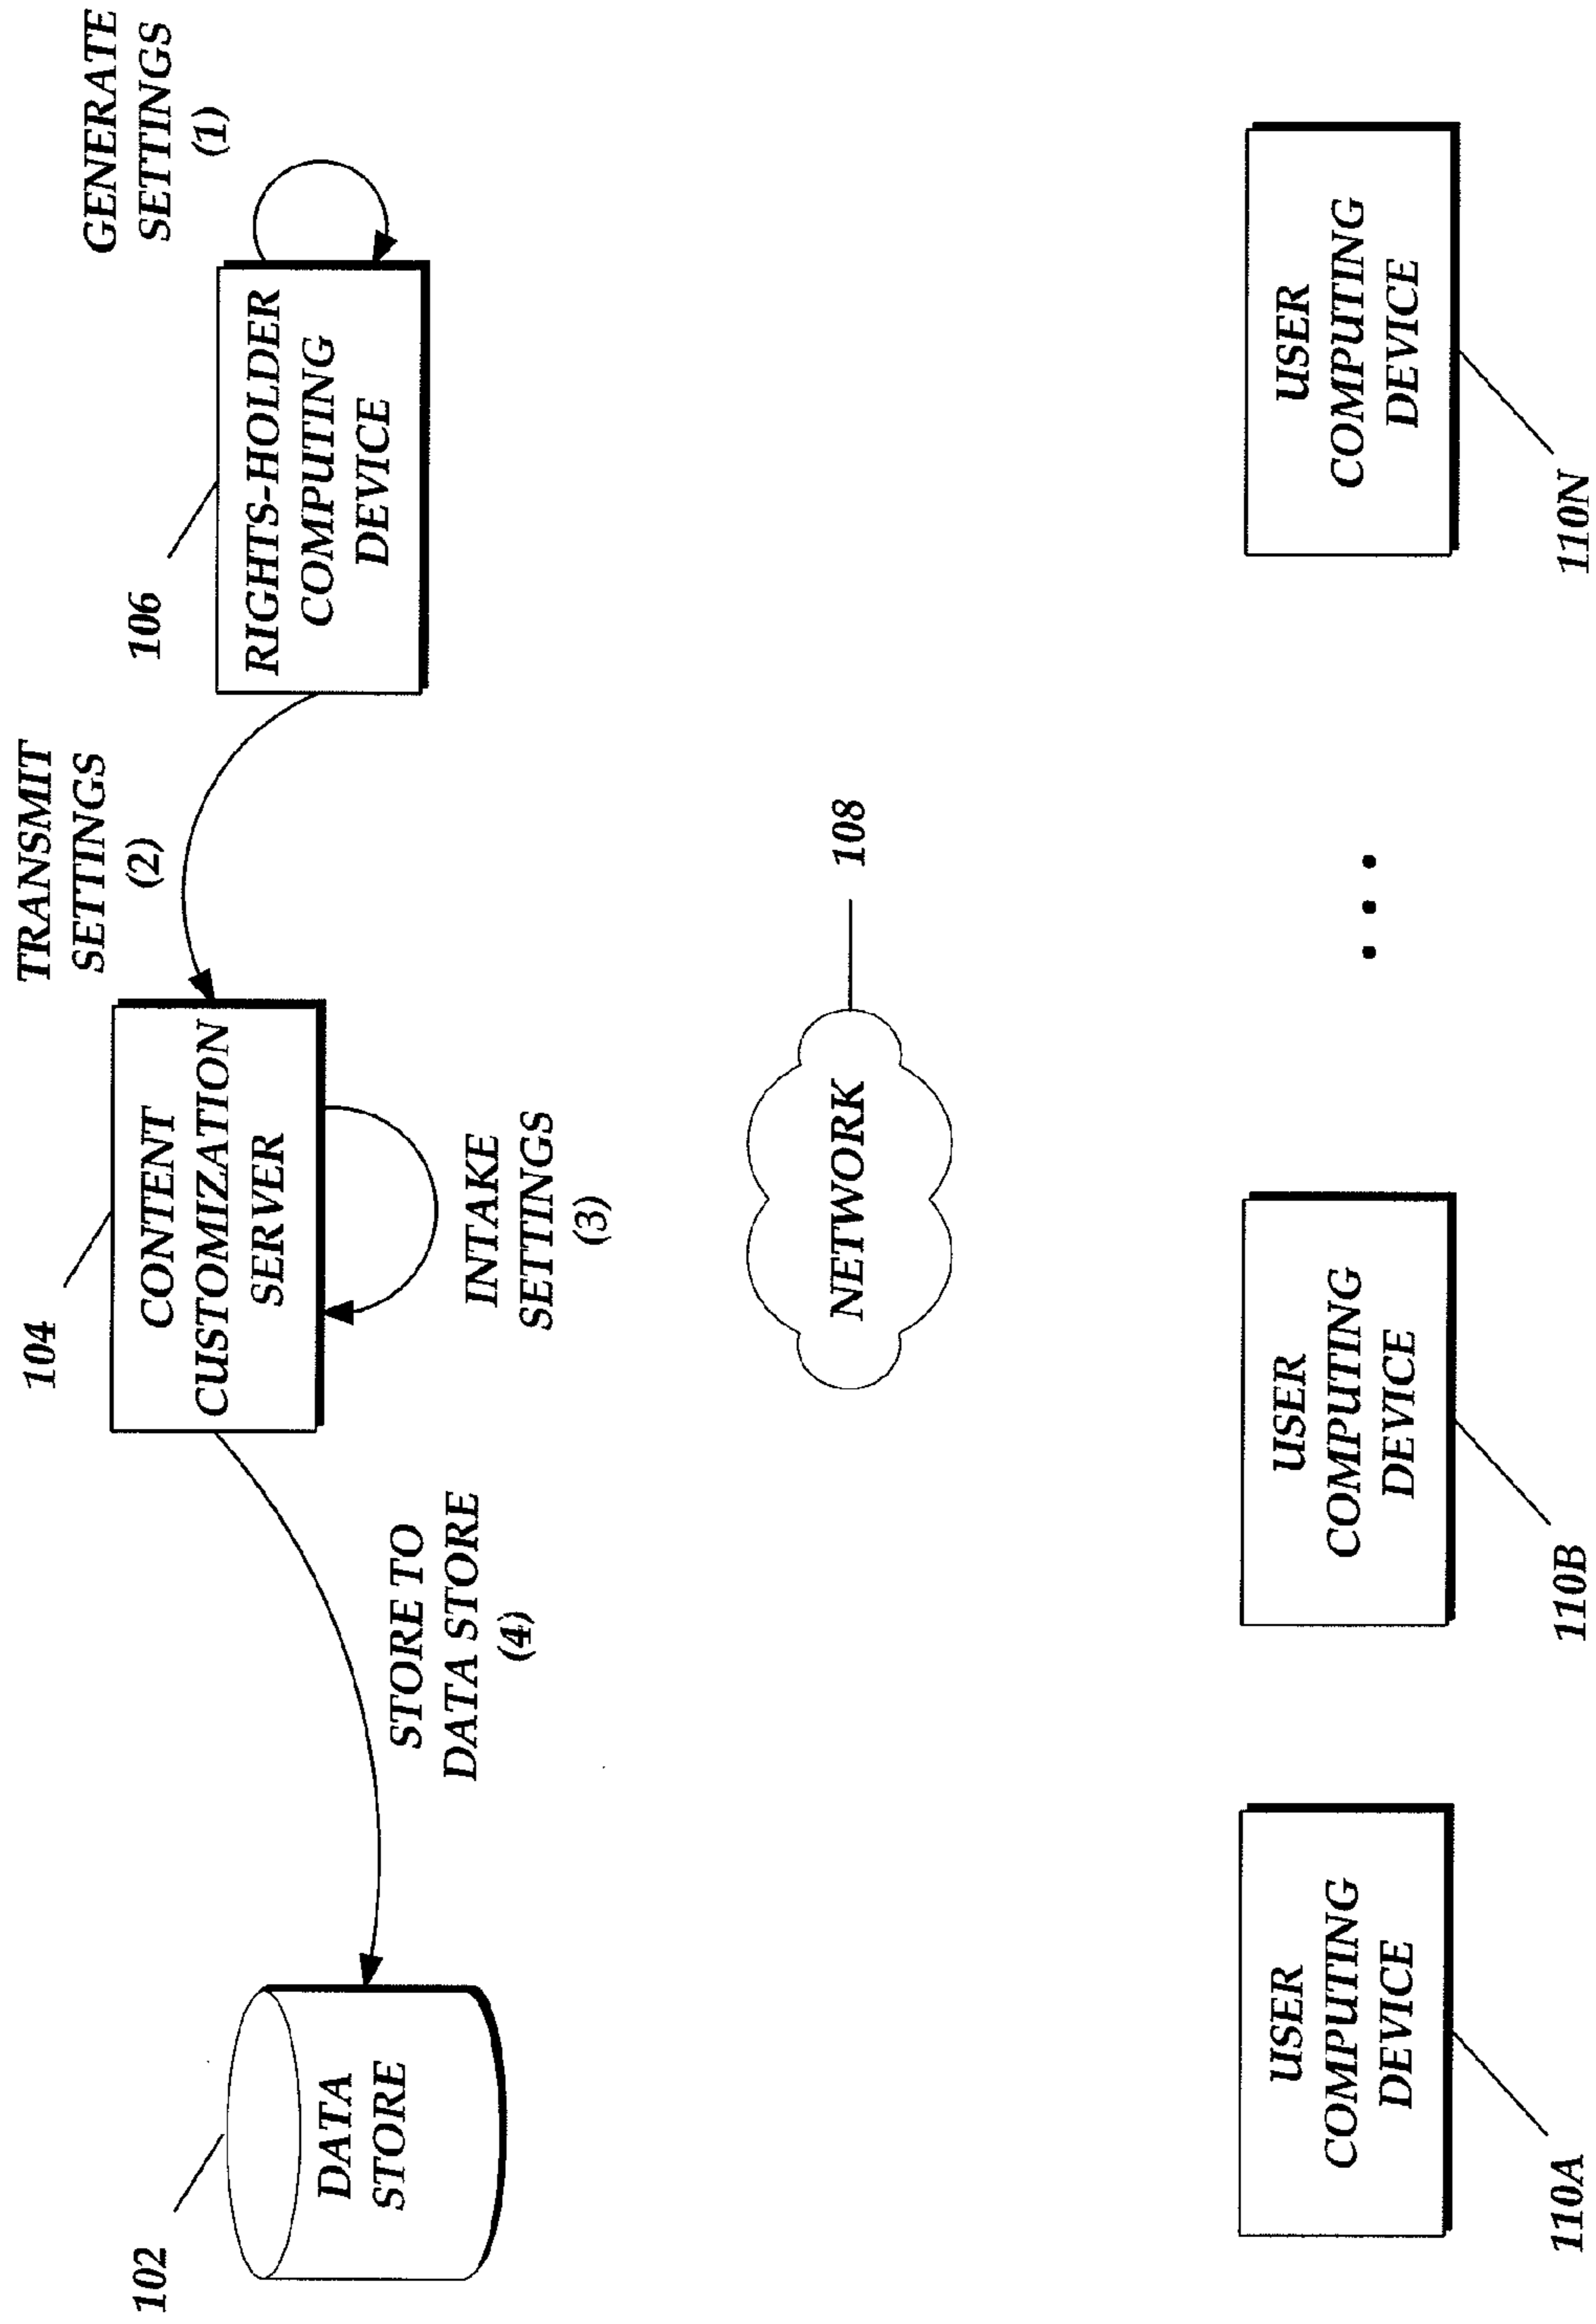 GENERATE
SETTINGS
(1)
TRANSMIT
SETTINGS
(2)
106
RIGHTS-HOLDER
COMPUTING
DEVICE
104
CONTENT
CUSTOMIZATION
SERVER
INTAKE
SETTINGS
(3)
STORE TO
DATA STORE
(4)
102
DATA
STORE
NETWORK
108
USER
COMPUTING
DEVICE
110A
USER
COMPUTING
DEVICE
110B
• • •
USER
COMPUTING
DEVICE
110N